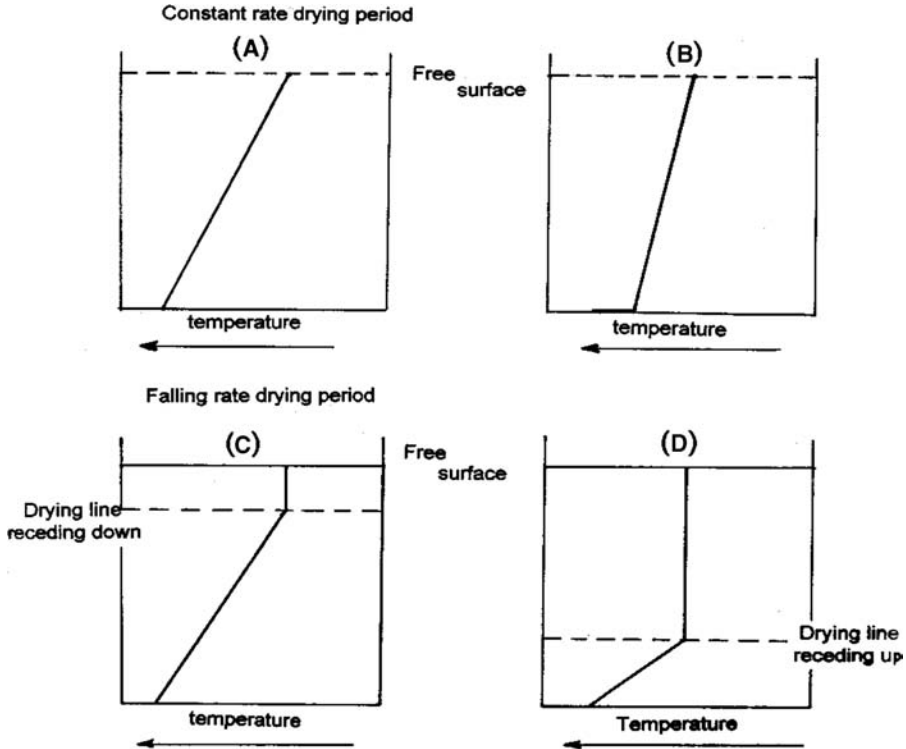 Constant rate drying period
(A)
(B)
Free
surface
temperature
temperature
Falling rate drying period
(C)
(D)
Free
surface
Drying line
receding down
Drying line
receding up
temperature
Temperature